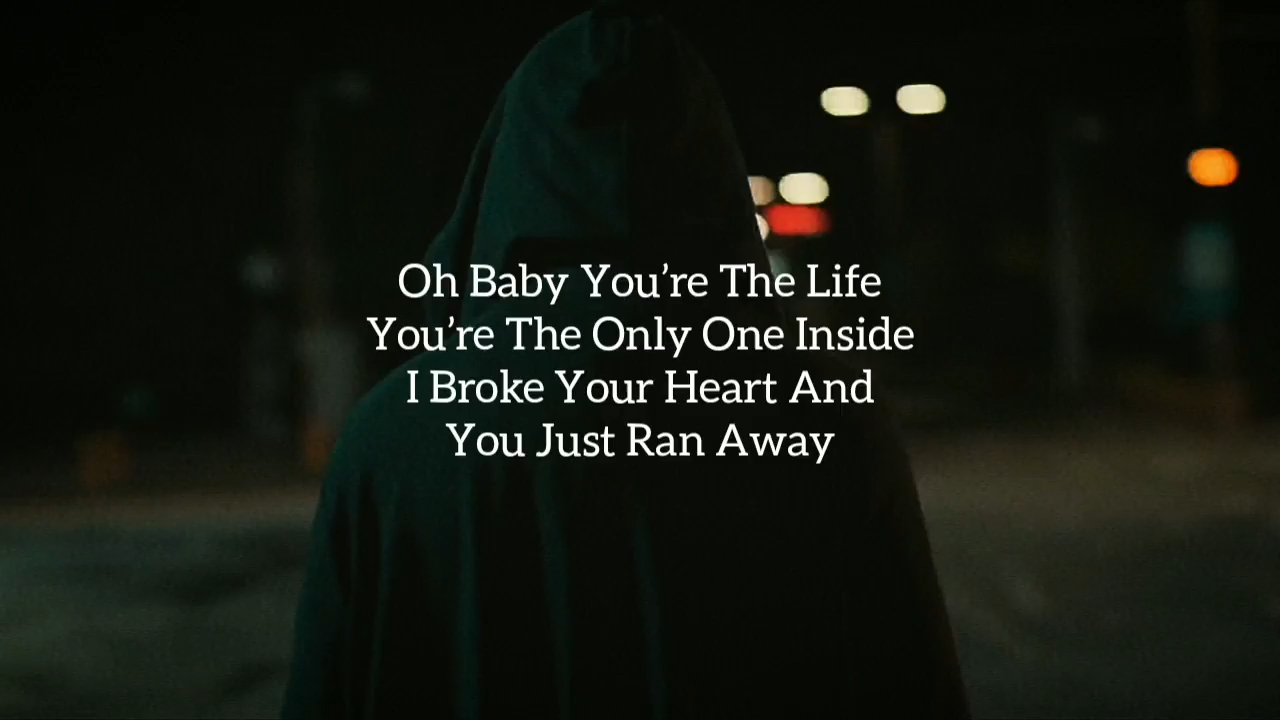 Oh Baby You’re The Life
You’re The Only One Inside
I Broke Your Heart And
You Just Ran Away